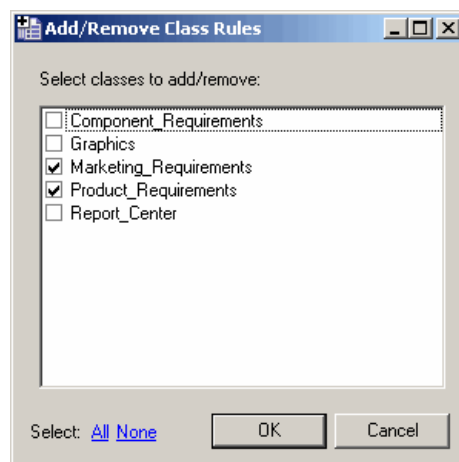 Add/Remove Class Rules
Select classes to add/remove:
Component_Requirements
Graphics
Marketing_Requirements
Product_Requirements
Report_Center
Select: All None OK Cancel